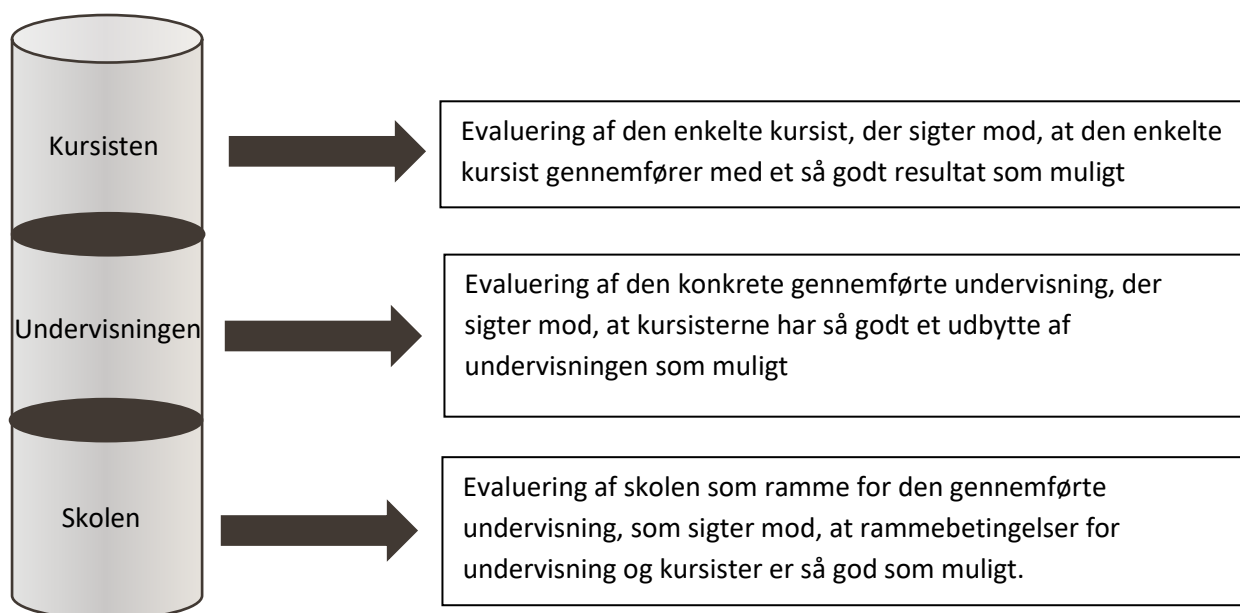 Kursisten
Evaluering af den enkelte kursist, der sigter mod, at den enkelte
kursist gennemfører med et så godt resultat som muligt
Undervisningen
Evaluering af den konkrete gennemførte undervisning, der
sigter mod, at kursisterne har så godt et udbytte af
undervisningen som muligt
Skolen
Evaluering af skolen som ramme for den gennemførte
undervisning, som sigter mod, at rammebetingelser for
undervisning og kursister er så god som muligt.